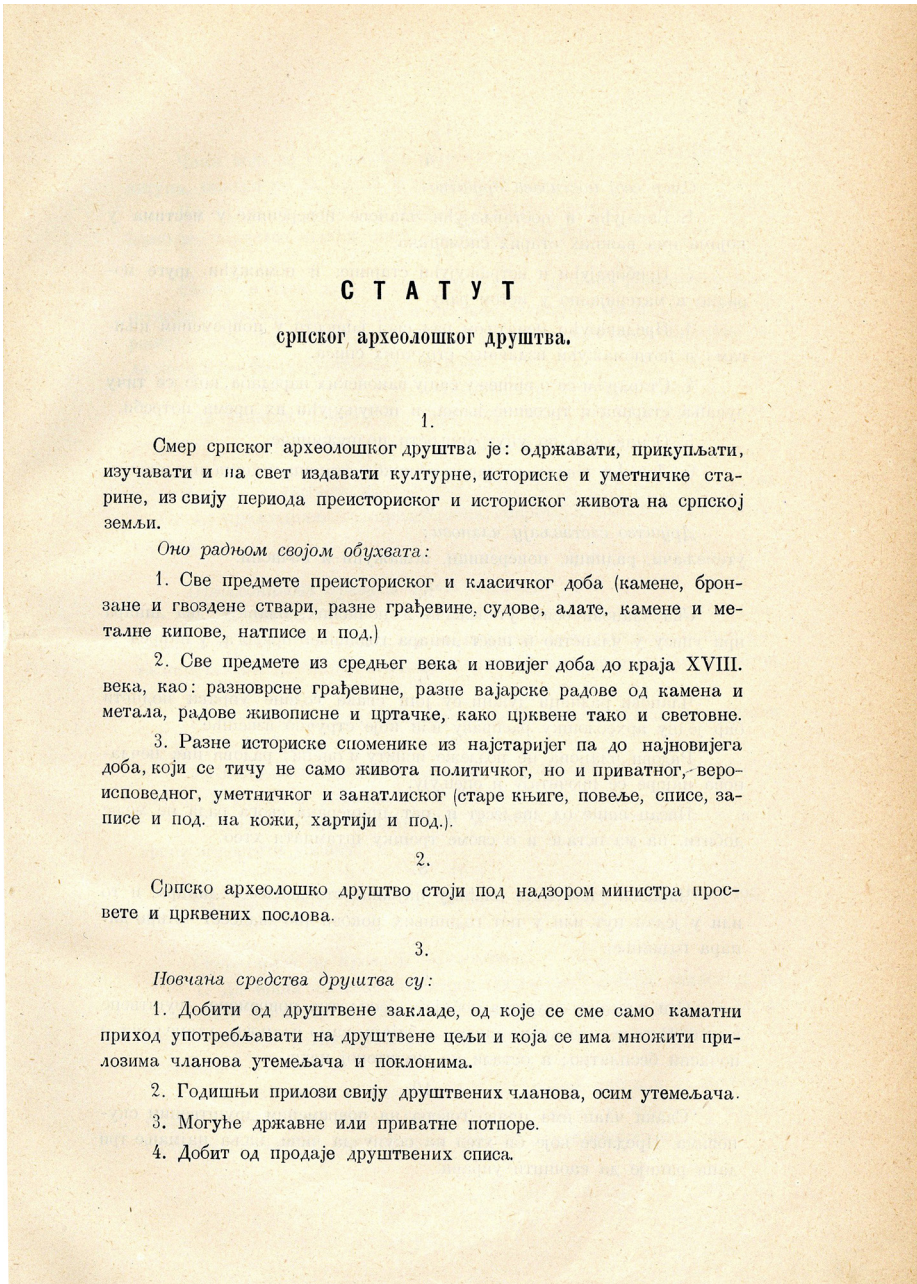 СТАТУТ
српског археолошког друштва.
1.
Смер српског археолошког друштва је: одржавати, прикупљати,
изучавати и на свет издавати културне, историске и уметничке ста-
рине, из свију периода преисториског и историског живота на српској
земљи.
Оно радњом својом обухвата:
1. Све предмете преисториског и класичког доба (камене, брон-
зане и гвоздене ствари, разне грађевине, судове, алате, камене и ме-
талне кипове, натписе и под.)
2. Све предмете из средњег века и новијег доба до краја XVIII.
века, као: разноврсне грађевине, разне вајарске радове од камена и
метала, радове живописне и цртачке, како црквене тако и световне.
3. Разне историске споменике из најстаријег па до најновијега
доба, који се тичу не само живота политичког, но и приватног, веро-
исповедног, уметничког и занатлиског (старе књиге, повеље, списе, за-
писе и под. на кожи, хартији и под.).
2.
Српско археолошко друштво стоји под надзором министра прос-
вете и црквених послова.
3.
Новчана средства друштва су:
1. Добити од друштвене закладе, од које се сме само каматни
приход употребљавати на друштвене цељи и која се има множити при-
лозима чланова утемељача и поклонима.
2. Годишњи прилози свију друштвених чланова, осим утемељача.
3. Могуће државне или приватне потпоре.
4. Добит од продаје друштвених списа.